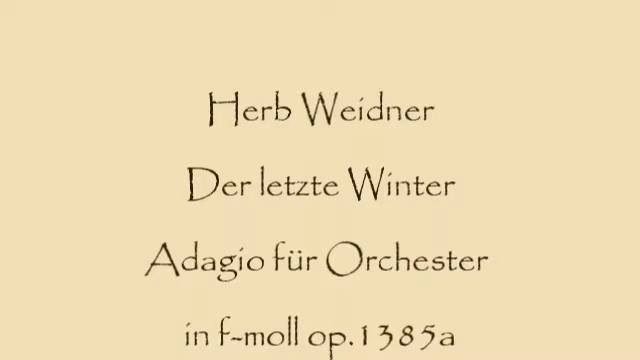 Herb Weidner
Der letzte Winter
Adagio für Orchester
in f-moll op.1385a